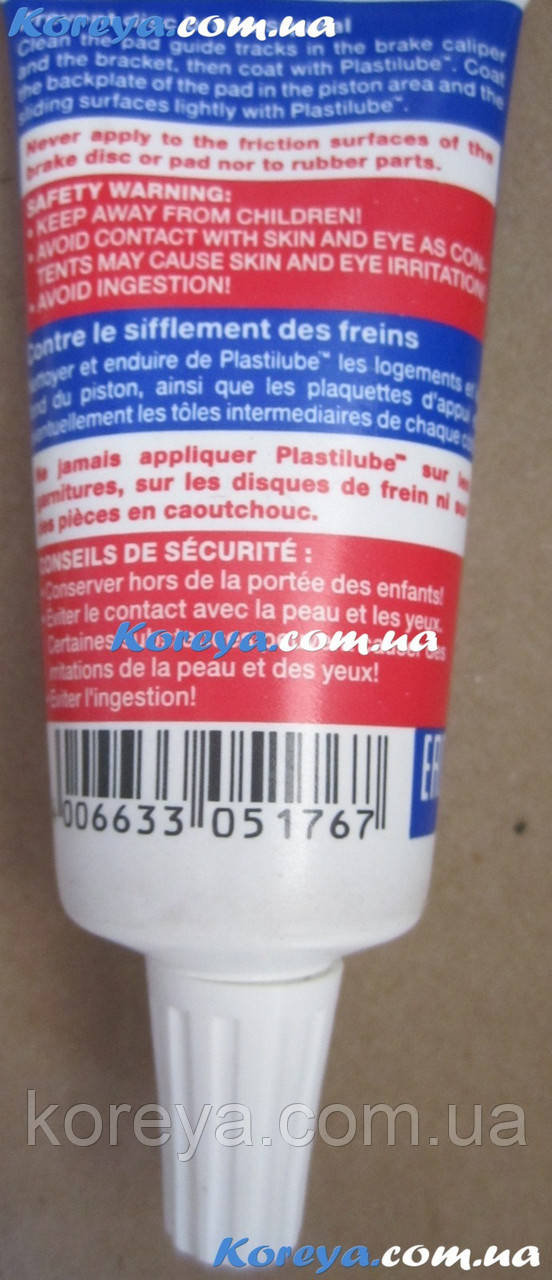 Koreya.com.ua
Clean the pad guide tracks in the brake caliper
and the bracket, then coat with Plastilube™. Coat
the backplate of the pad in the piston area and the
sliding surfaces lightly with Plastilube™.
Never apply to the friction surfaces of the
brake disc or pad nor to rubber parts.
SAFETY WARNING:
• KEEP AWAY FROM CHILDREN!
• AVOID CONTACT WITH SKIN AND EYE AS CON-
TENTS MAY CAUSE SKIN AND EYE IRRITATION!
• AVOID INGESTION!
Contre le sifflement des freins
et enduire de Plastilube™ les logements et
du piston, ainsi que les plaquettes d'appui
les tôles intermediaires de chaque
jamais appliquer Plastilube™ sur
garnitures, sur les disques de frein ni
des pièces en caoutchouc.
CONSEILS DE SÉCURITÉ :
•Conserver hors de la portée des enfants!
•Eviter le contact avec la peau et les yeux.
Certaines des
Koreya.com.ua
irritations de la peau et des yeux!
•Eviter l'ingestion!
006633 051767
koreya.com.ua
Koreya.com.ua